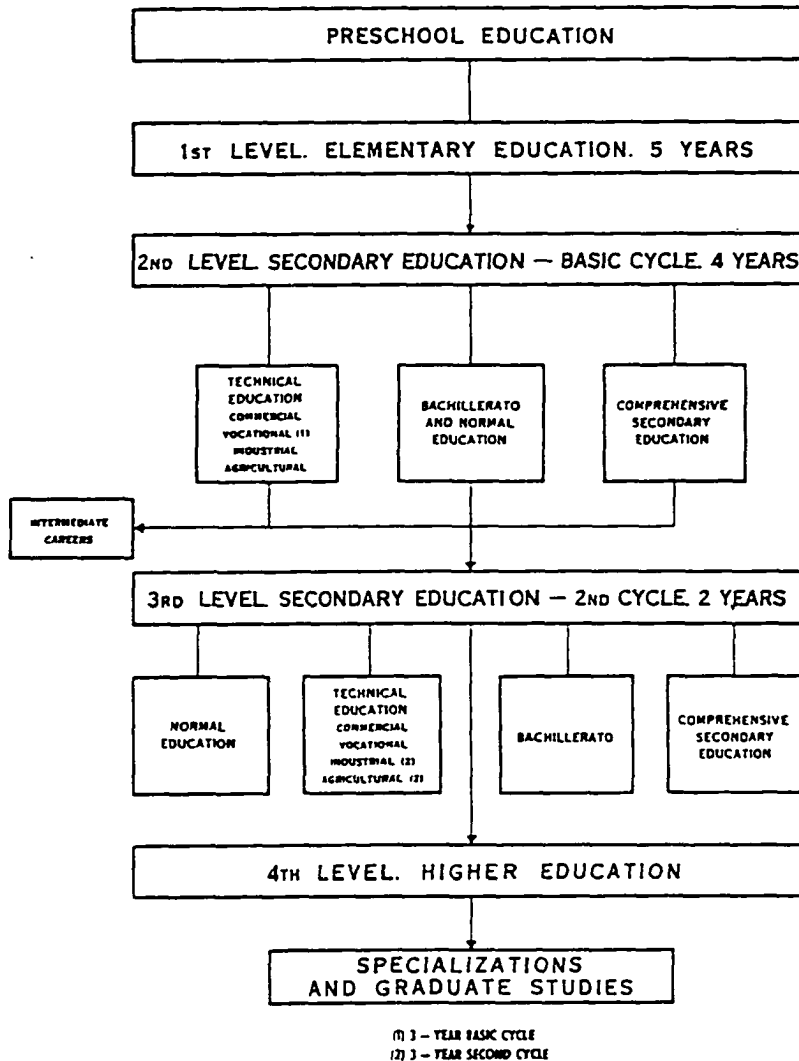 PRESCHOOL EDUCATION
1ST LEVEL. ELEMENTARY EDUCATION. 5 YEARS
2ND LEVEL. SECONDARY EDUCATION — BASIC CYCLE. 4 YEARS
TECHNICAL
EDUCATION
COMMERCIAL
VOCATIONAL (1)
INDUSTRIAL
AGRICULTURAL
BACHILLERATO
AND NORMAL
EDUCATION
COMPREHENSIVE
SECONDARY
EDUCATION
INTERMEDIATE
CAREERS
3RD LEVEL SECONDARY EDUCATION — 2ND CYCLE. 2 YEARS
NORMAL
EDUCATION
TECHNICAL
EDUCATION
COMMERCIAL
VOCATIONAL
INDUSTRIAL (2)
AGRICULTURAL (2)
BACHILLERATO
COMPREHENSIVE
SECONDARY
EDUCATION
4TH LEVEL. HIGHER EDUCATION
SPECIALIZATIONS
AND GRADUATE STUDIES
(1) 3 — YEAR BASIC CYCLE
(2) 3 — YEAR SECOND CYCLE